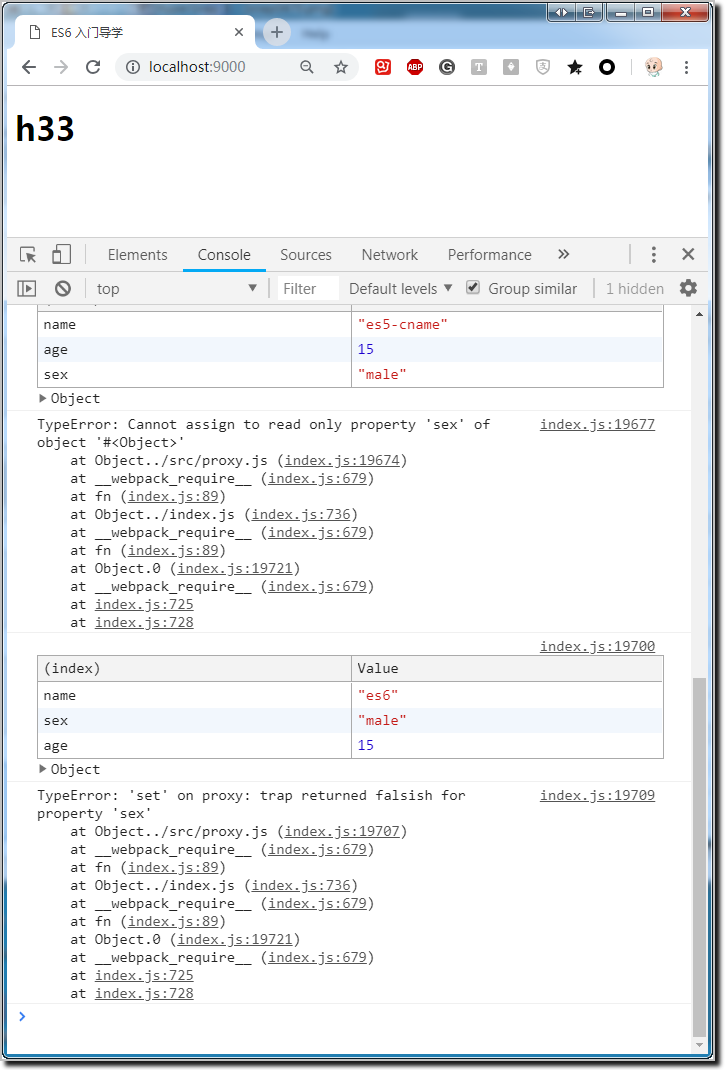 ES6 入门导学
localhost:9000
ABP
G
T
h33
Elements Console Sources Network Performance
top Filter Default levels Group similar 1 hidden
name "es5-cname"
age 15
sex "male"
Object
TypeError: Cannot assign to read only property 'sex' of index.js:19677
object '#<Object>'
at Object../src/proxy.js (index.js:19674)
at __webpack_require__ (index.js:679)
at fn (index.js:89)
at Object../index.js (index.js:736)
at __webpack_require__ (index.js:679)
at fn (index.js:89)
at Object.0 (index.js:19721)
at __webpack_require__ (index.js:679)
at index.js:725
at index.js:728
index.js:19700
(index) Value
name "es6"
sex "male"
age 15
Object
TypeError: 'set' on proxy: trap returned falsish for index.js:19709
property 'sex'
at Object../src/proxy.js (index.js:19707)
at __webpack_require__ (index.js:679)
at fn (index.js:89)
at Object../index.js (index.js:736)
at __webpack_require__ (index.js:679)
at fn (index.js:89)
at Object.0 (index.js:19721)
at __webpack_require__ (index.js:679)
at index.js:725
at index.js:728